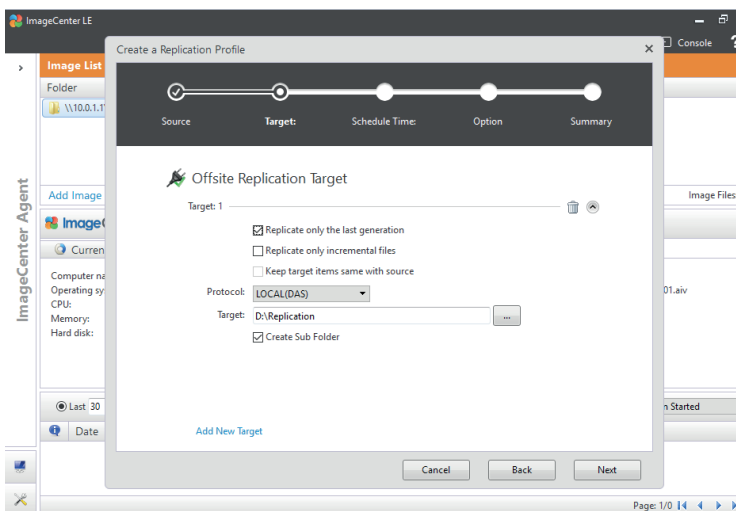 ImageCenter LE
Console ?
Create a Replication Profile
Image List
Folder
\\10.0.1.1
Source
Target:
Schedule Time:
Option
Summary
Offsite Replication Target
Target: 1
Replicate only the last generation
Replicate only incremental files
Keep target items same with source
Protocol: LOCAL(DAS)
Target: D:\Replication ...
Create Sub Folder
Add New Target
Cancel
Back
Next
Add Image
Image Files
ImageCenter Agent
Image
Curren
Computer na
Operating sy
CPU:
Memory:
Hard disk:
01.aiv
Last 30
n Started
Date
Page: 1/0